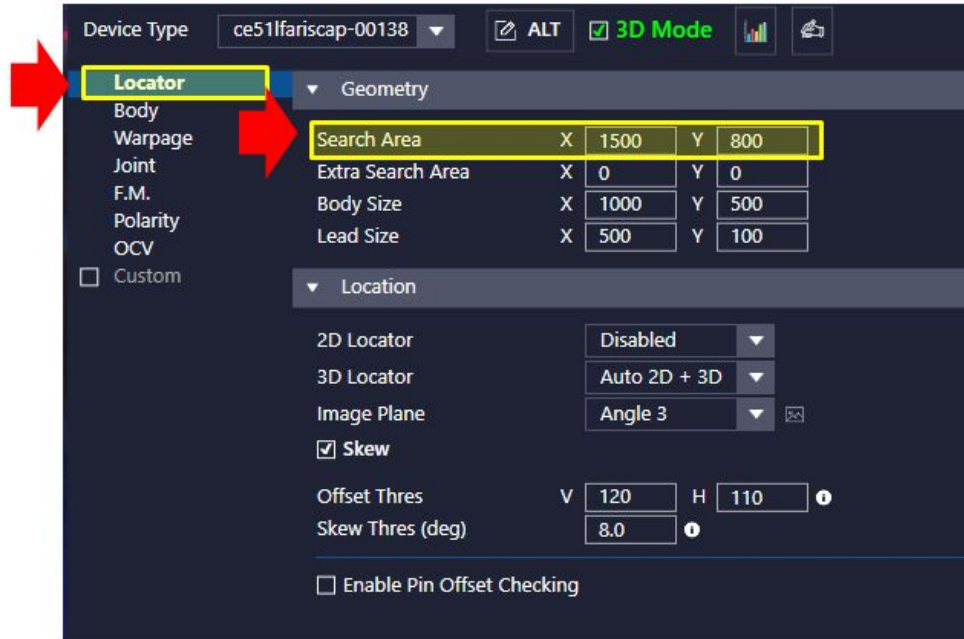 Device Type ce51lfariscap-00138 ALT 3D Mode
Locator
Body
Warpage
Joint
F.M.
Polarity
OCV
Custom
Geometry
Search Area X 1500 Y 800
Extra Search Area X 0 Y 0
Body Size X 1000 Y 500
Lead Size X 500 Y 100
Location
2D Locator Disabled
3D Locator Auto 2D + 3D
Image Plane Angle 3
Skew
Offset Thres V 120 H 110
Skew Thres (deg) 8.0
Enable Pin Offset Checking